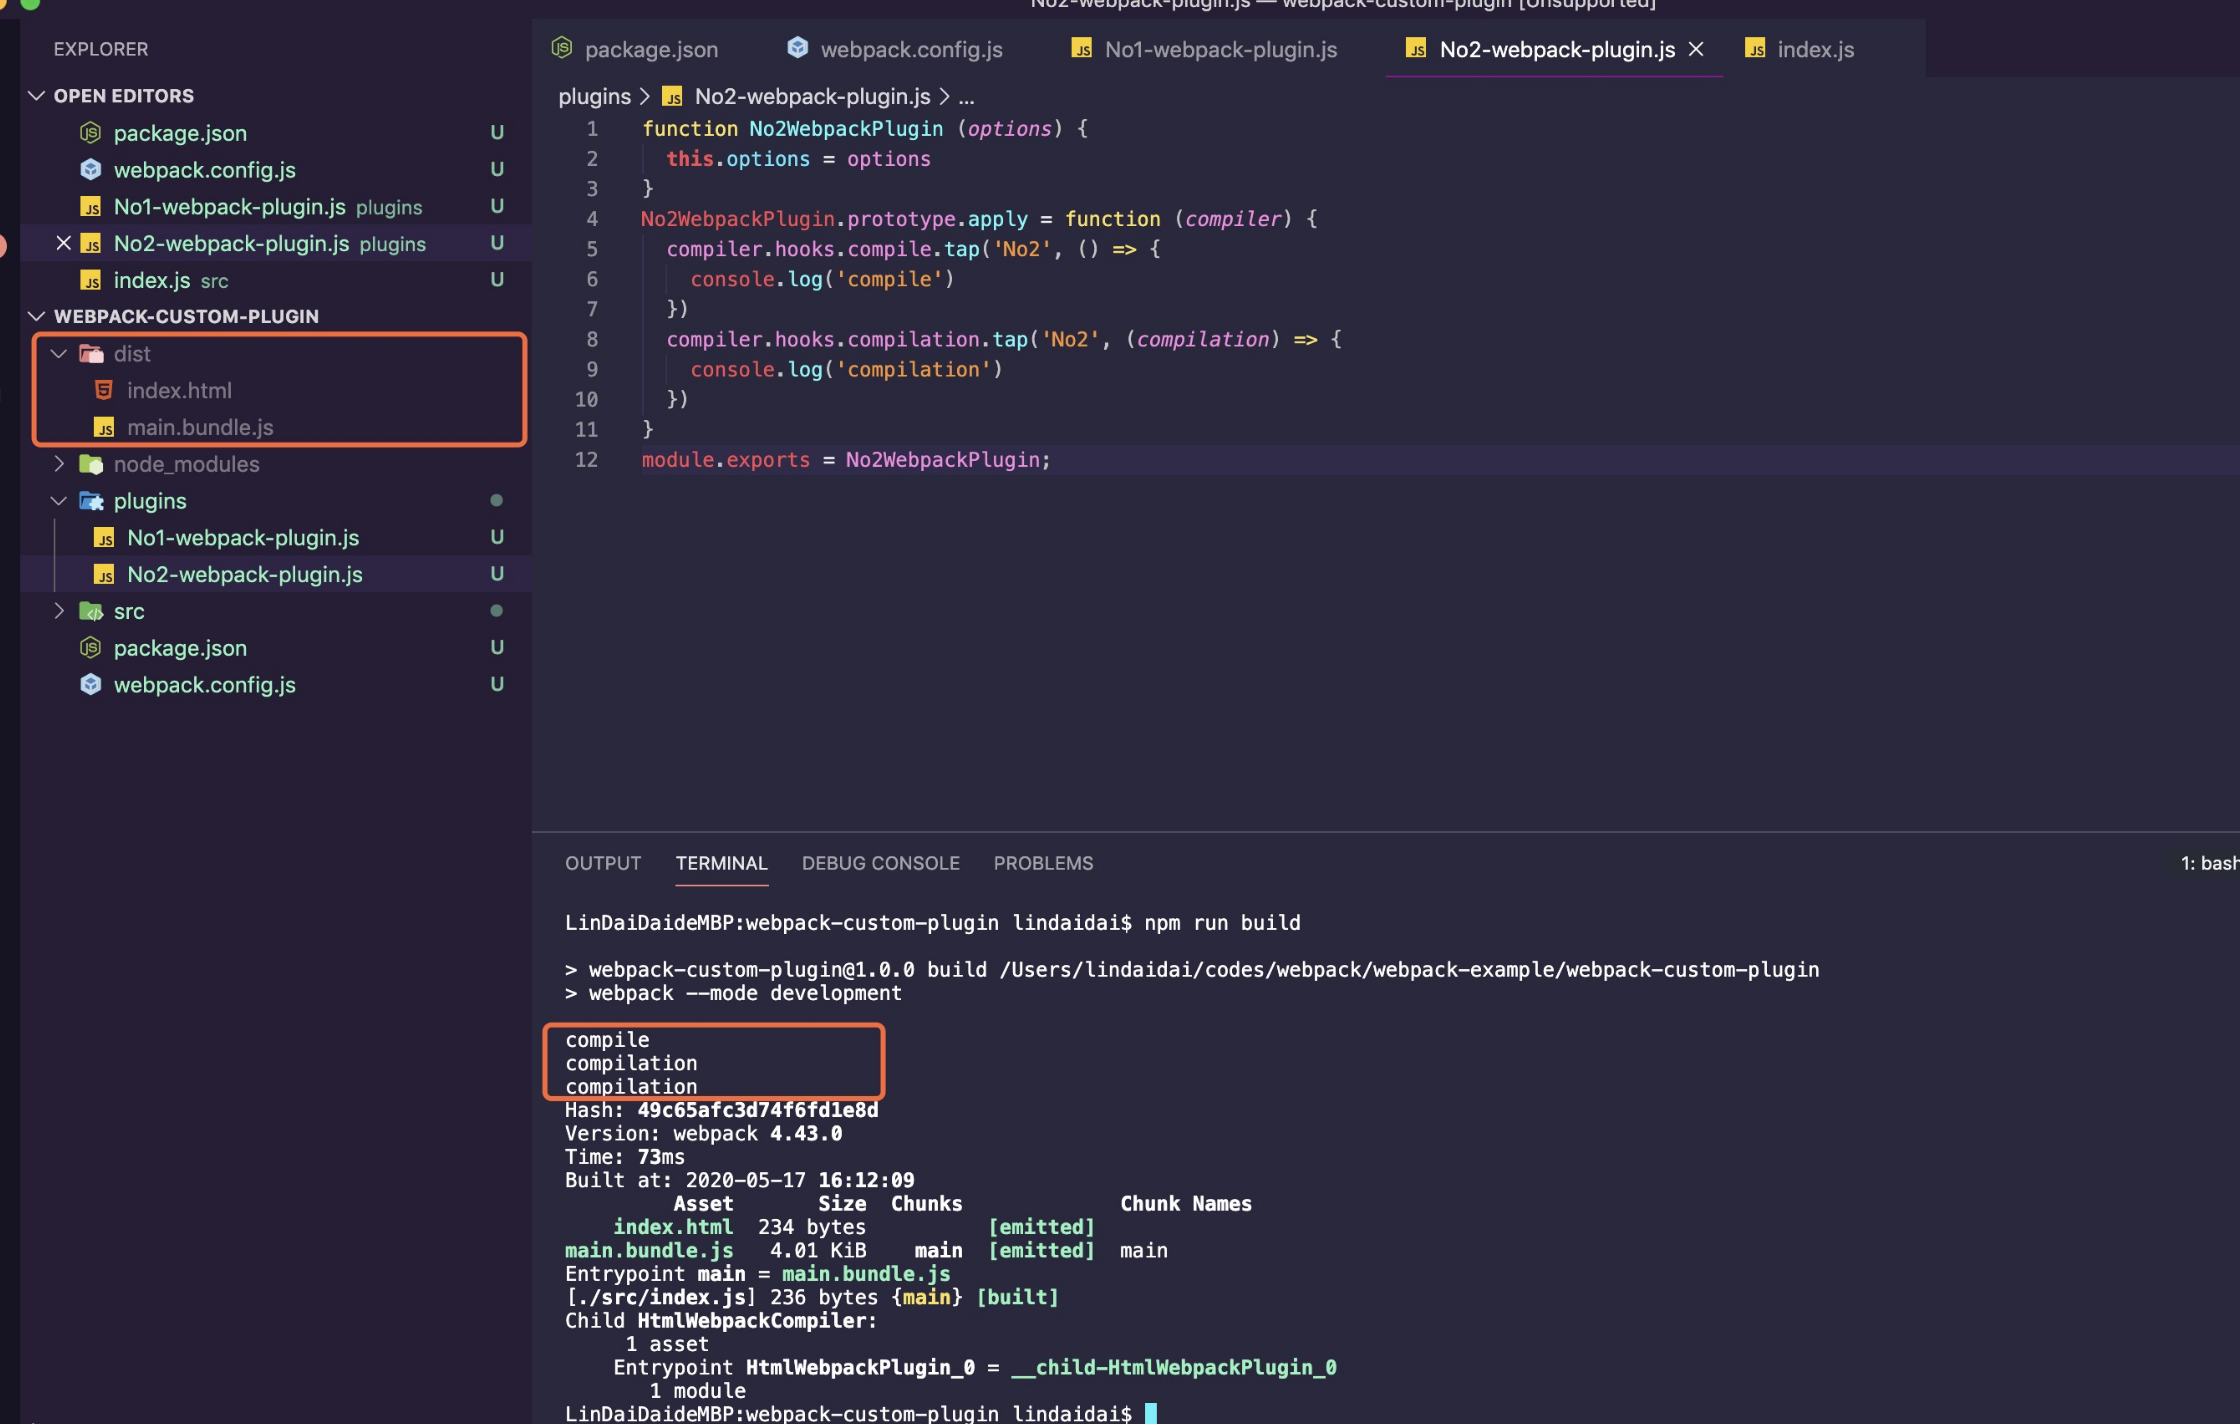 No2-webpack-plugin.js — webpack-custom-plugin [Unsupported]
EXPLORER
OPEN EDITORS
package.json U
webpack.config.js U
No1-webpack-plugin.js plugins U
No2-webpack-plugin.js plugins U
index.js src U
WEBPACK-CUSTOM-PLUGIN
dist
index.html
main.bundle.js
node_modules
plugins
No1-webpack-plugin.js U
No2-webpack-plugin.js U
src
package.json U
webpack.config.js U
package.json webpack.config.js No1-webpack-plugin.js No2-webpack-plugin.js index.js
plugins > No2-webpack-plugin.js > ...
1 function No2WebpackPlugin (options) {
2 this.options = options
3 }
4 No2WebpackPlugin.prototype.apply = function (compiler) {
5 compiler.hooks.compile.tap('No2', () => {
6 console.log('compile')
7 })
8 compiler.hooks.compilation.tap('No2', (compilation) => {
9 console.log('compilation')
10 })
11 }
12 module.exports = No2WebpackPlugin;
OUTPUT TERMINAL DEBUG CONSOLE PROBLEMS 1: bash
LinDaiDaideMBP:webpack-custom-plugin lindaidai$ npm run build
> webpack-custom-plugin@1.0.0 build /Users/lindaidai/codes/webpack/webpack-example/webpack-custom-plugin
> webpack --mode development
compile
compilation
compilation
Hash: 49c65afc3d74f6fd1e8d
Version: webpack 4.43.0
Time: 73ms
Built at: 2020-05-17 16:12:09
Asset Size Chunks Chunk Names
index.html 234 bytes [emitted]
main.bundle.js 4.01 KiB main [emitted] main
Entrypoint main = main.bundle.js
[./src/index.js] 236 bytes {main} [built]
Child HtmlWebpackCompiler:
1 asset
Entrypoint HtmlWebpackPlugin_0 = __child-HtmlWebpackPlugin_0
1 module
LinDaiDaideMBP:webpack-custom-plugin lindaidai$